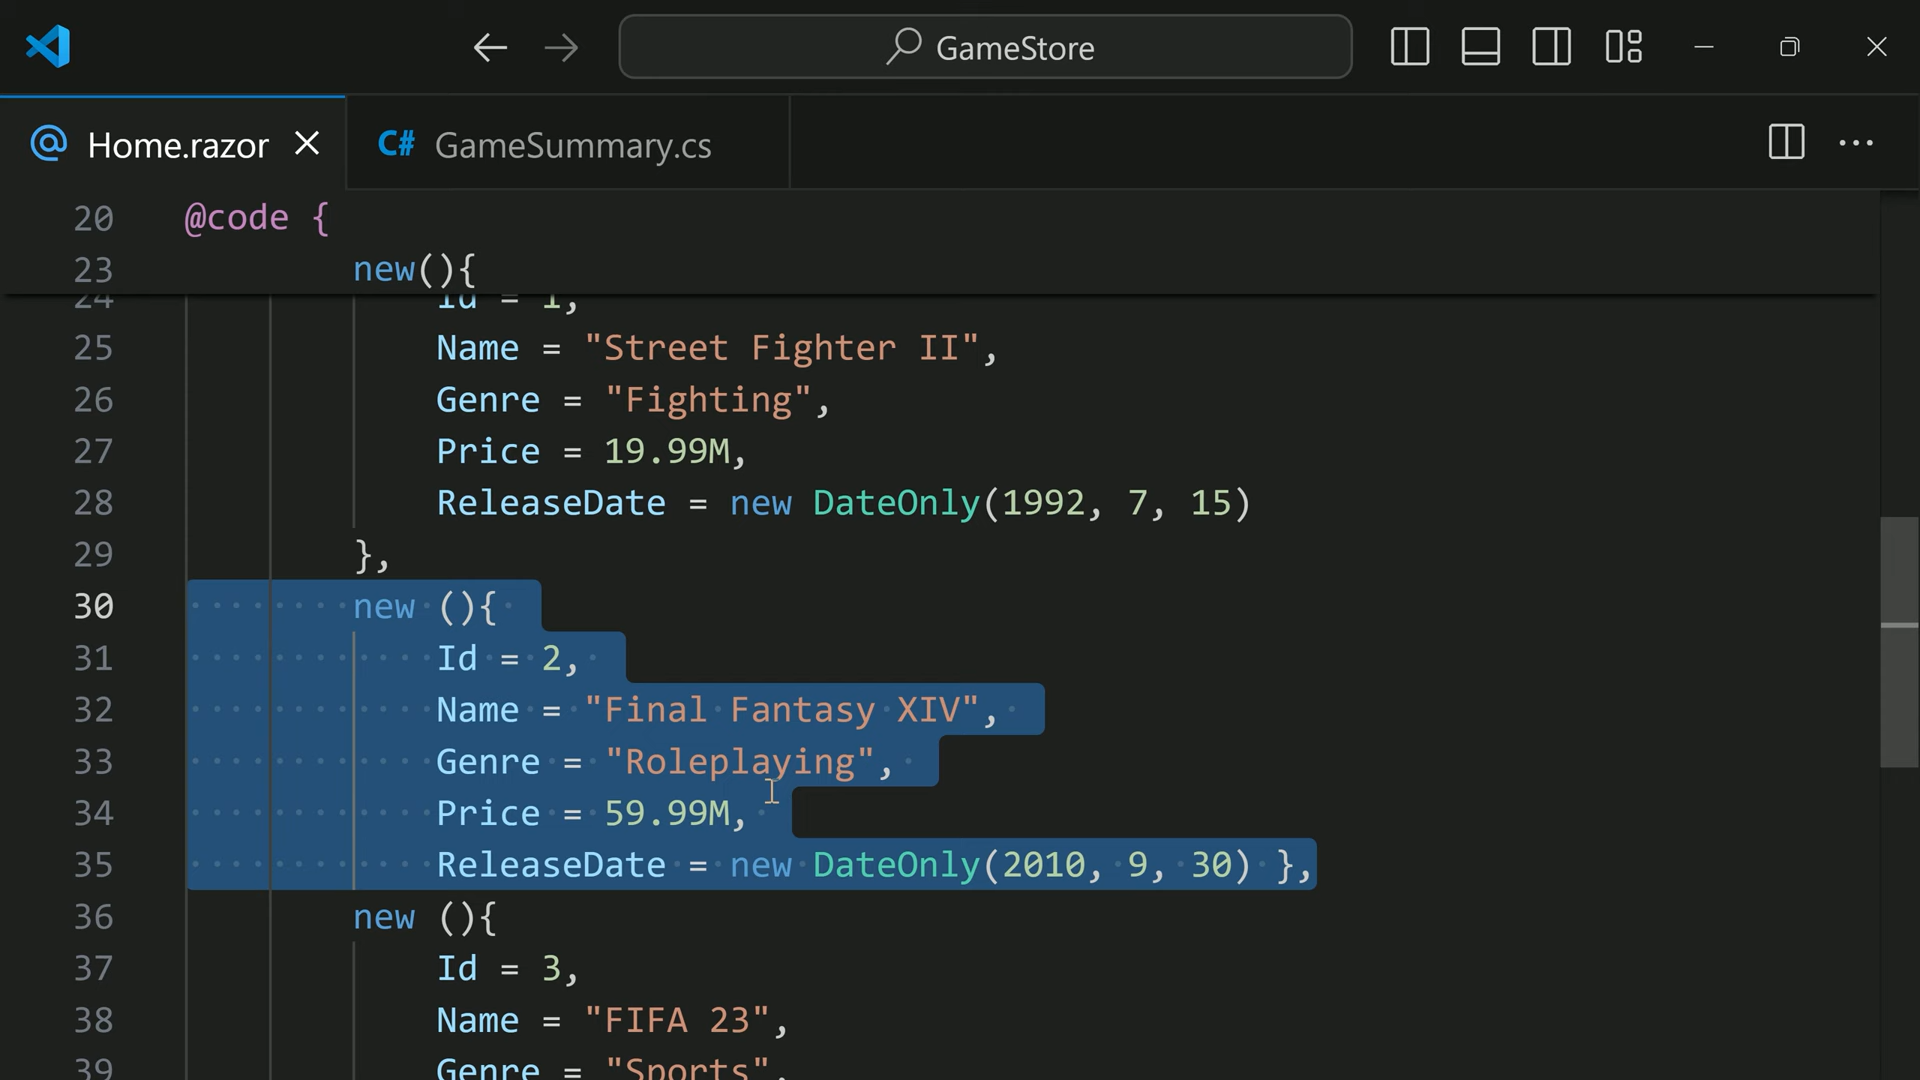 GameStore
Home.razor
C# GameSummary.cs
20 @code {
23 new(){
24 Id = 1,
25 Name = "Street Fighter II",
26 Genre = "Fighting",
27 Price = 19.99M,
28 ReleaseDate = new DateOnly(1992, 7, 15)
29 },
30 new (){
31 Id = 2,
32 Name = "Final Fantasy XIV",
33 Genre = "Roleplaying",
34 Price = 59.99M,
35 ReleaseDate = new DateOnly(2010, 9, 30) },
36 new (){
37 Id = 3,
38 Name = "FIFA 23",
39 Genre = "Sports",